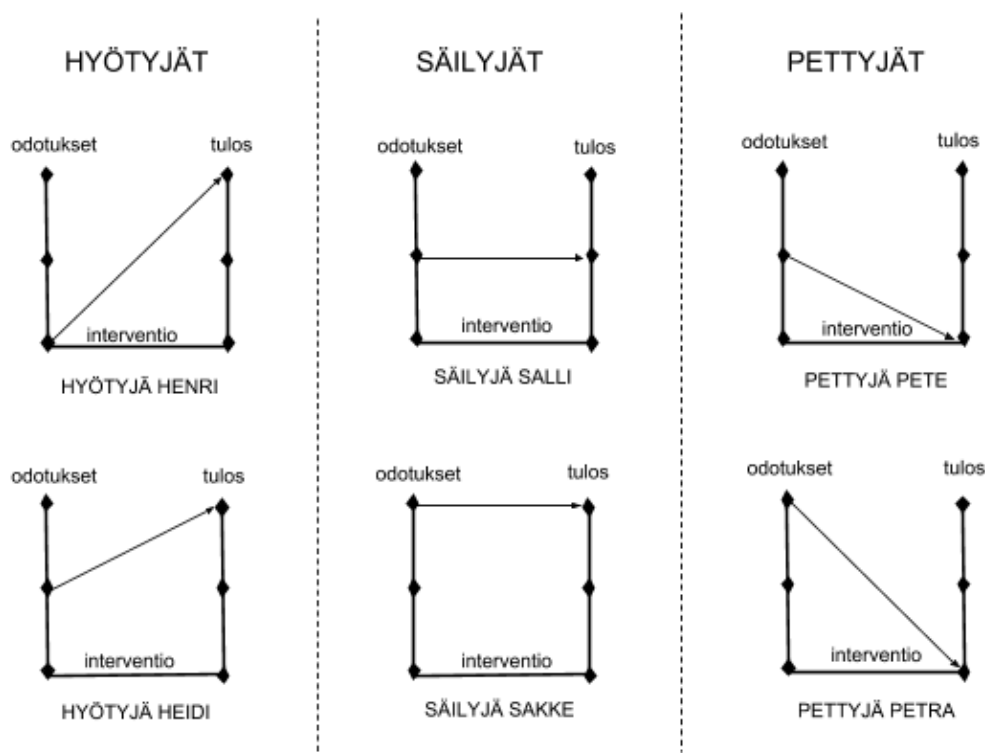 HYÖTYJÄT
SÄILYJÄT
PETTYJÄT
odotukset tulos
interventio
HYÖTYJÄ HENRI
odotukset tulos
interventio
SÄILYJÄ SALLI
odotukset tulos
interventio
PETTYJÄ PETE
odotukset tulos
interventio
HYÖTYJÄ HEIDI
odotukset tulos
interventio
SÄILYJÄ SAKKE
odotukset tulos
interventio
PETTYJÄ PETRA